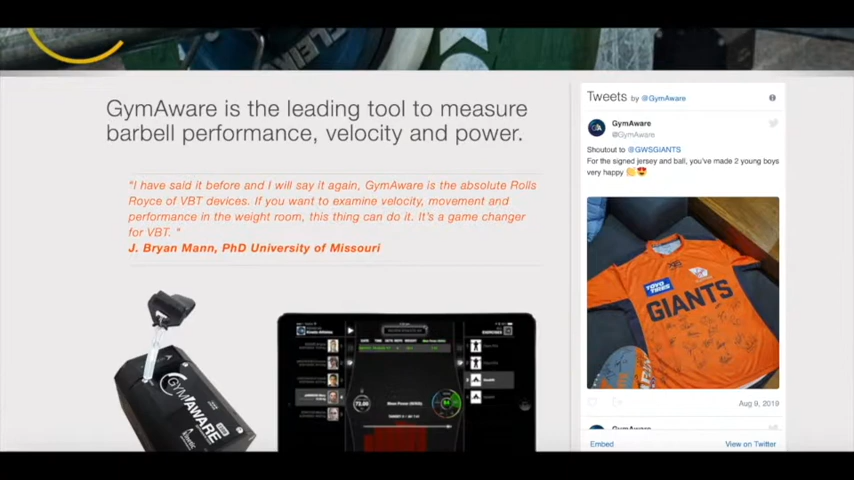 GymAware is the leading tool to measure
barbell performance, velocity and power.
"I have said it before and I will say it again, GymAware is the absolute Rolls
Royce of VBT devices. If you want to examine velocity, movement and
performance in the weight room, this thing can do it. It's a game changer
for VBT. "
J. Bryan Mann, PhD University of Missouri
GYMAWARE
Tweets by @GymAware
GymAware
@GymAware
Shoutout to @GWSGIANTS
For the signed jersey and ball, you've made 2 young boys
very happy 👏😍
TOYO TIRES
GIANTS
Aug 9, 2019
GymAware
Embed
View on Twitter